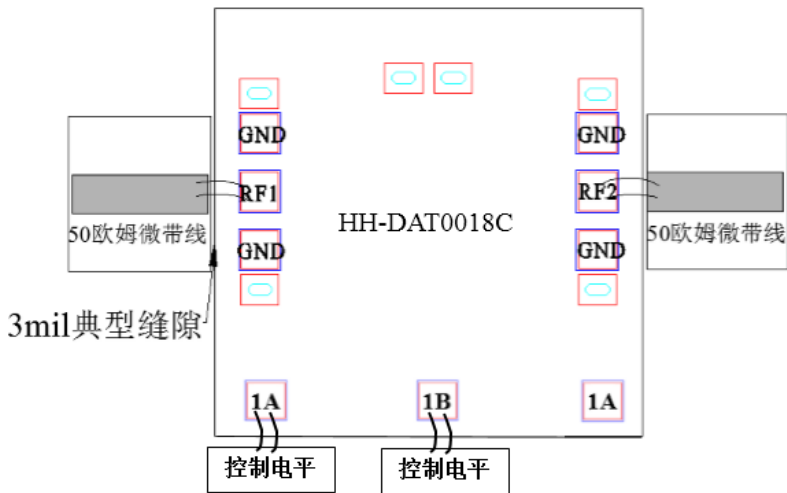 GND
GND
RF1
RF2
50欧姆微带线
HH-DAT0018C
50欧姆微带线
GND
GND
3mil典型缝隙
1A
1B
1A
控制电平
控制电平